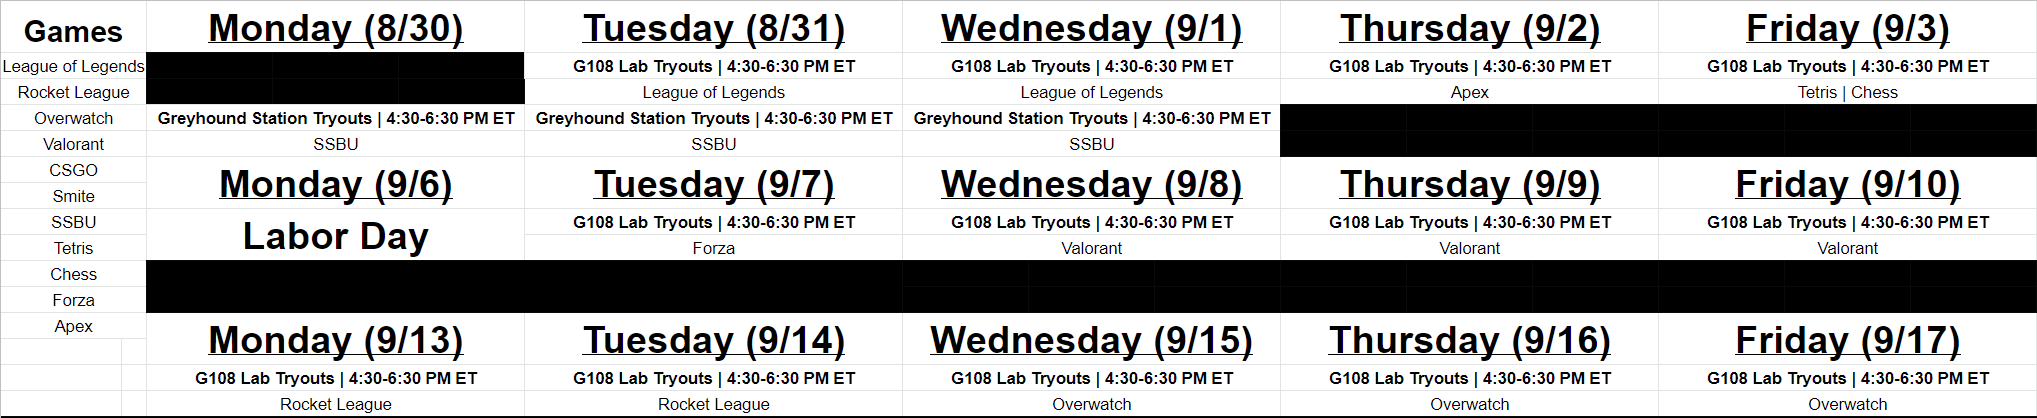 Games Monday (8/30) Tuesday (8/31) Wednesday (9/1) Thursday (9/2) Friday (9/3)
League of Legends G108 Lab Tryouts | 4:30-6:30 PM ET G108 Lab Tryouts | 4:30-6:30 PM ET G108 Lab Tryouts | 4:30-6:30 PM ET G108 Lab Tryouts | 4:30-6:30 PM ET
Rocket League League of Legends League of Legends Apex Tetris | Chess
Overwatch Greyhound Station Tryouts | 4:30-6:30 PM ET Greyhound Station Tryouts | 4:30-6:30 PM ET Greyhound Station Tryouts | 4:30-6:30 PM ET
Valorant SSBU SSBU SSBU
CSGO
Monday (9/6) Tuesday (9/7) Wednesday (9/8) Thursday (9/9) Friday (9/10)
Smite
SSBU G108 Lab Tryouts | 4:30-6:30 PM ET G108 Lab Tryouts | 4:30-6:30 PM ET G108 Lab Tryouts | 4:30-6:30 PM ET G108 Lab Tryouts | 4:30-6:30 PM ET
Labor Day
Tetris Forza Valorant Valorant Valorant
Chess
Forza
Apex
Monday (9/13) Tuesday (9/14) Wednesday (9/15) Thursday (9/16) Friday (9/17)
G108 Lab Tryouts | 4:30-6:30 PM ET G108 Lab Tryouts | 4:30-6:30 PM ET G108 Lab Tryouts | 4:30-6:30 PM ET G108 Lab Tryouts | 4:30-6:30 PM ET G108 Lab Tryouts | 4:30-6:30 PM ET
Rocket League Rocket League Overwatch Overwatch Overwatch